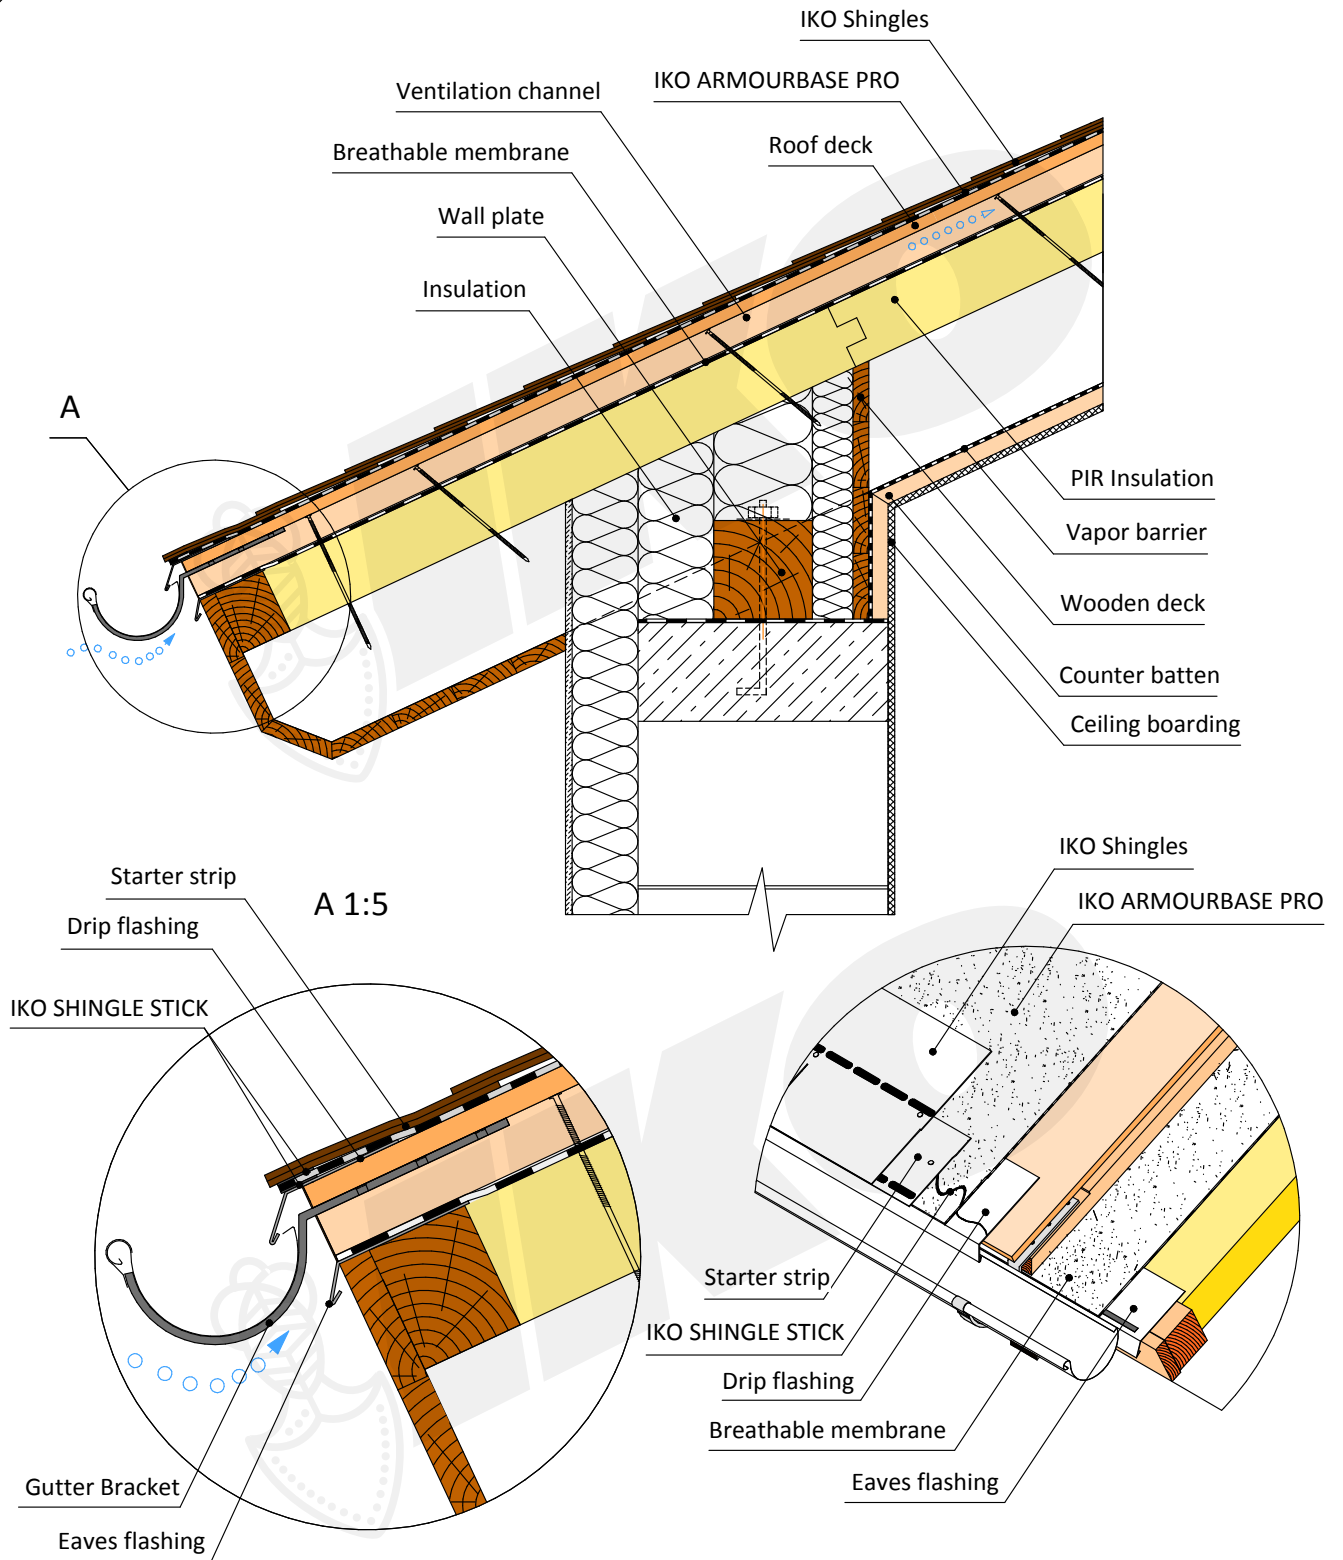 IKO Shingles
IKO ARMOURBASE PRO
Ventilation channel
Roof deck
Breathable membrane
Wall plate
Insulation
A
PIR Insulation
Vapor barrier
Wooden deck
Counter batten
Ceiling boarding
A 1:5
Starter strip
Drip flashing
IKO SHINGLE STICK
Gutter Bracket
Eaves flashing
IKO Shingles
IKO ARMOURBASE PRO
Starter strip
IKO SHINGLE STICK
Drip flashing
Breathable membrane
Eaves flashing
IKO
IKO